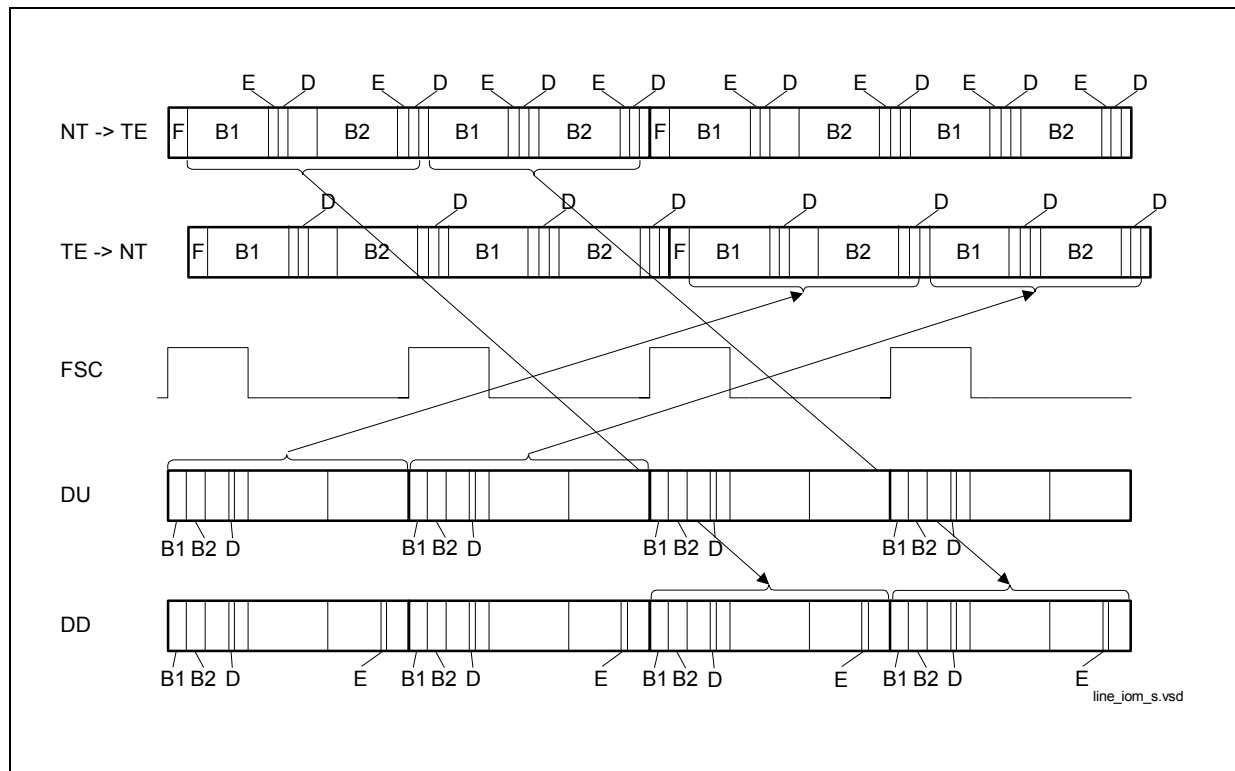 E D E D E D E D E D E D E D E D
NT -> TE F B1 B2 B1 B2 F B1 B2 B1 B2
D D D D D D D D
TE -> NT F B1 B2 B1 B2 F B1 B2 B1 B2
FSC
DU
B1 B2 D B1 B2 D B1 B2 D B1 B2 D
DD
B1 B2 D E B1 B2 D E B1 B2 D E B1 B2 D E
line_iom_s.vsd